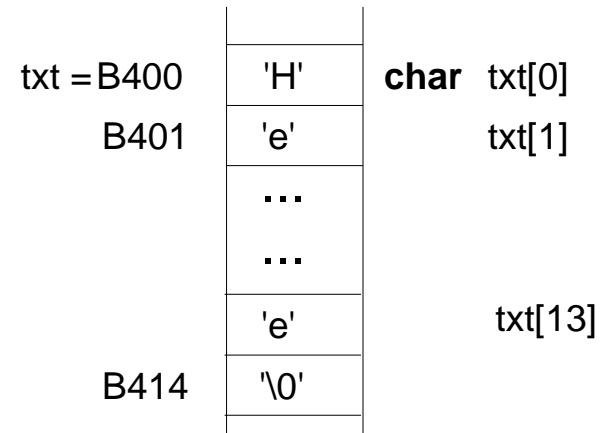 txt = B400 'H' char txt[0]
B401 'e' txt[1]
...
...
'e' txt[13]
B414 '\0'